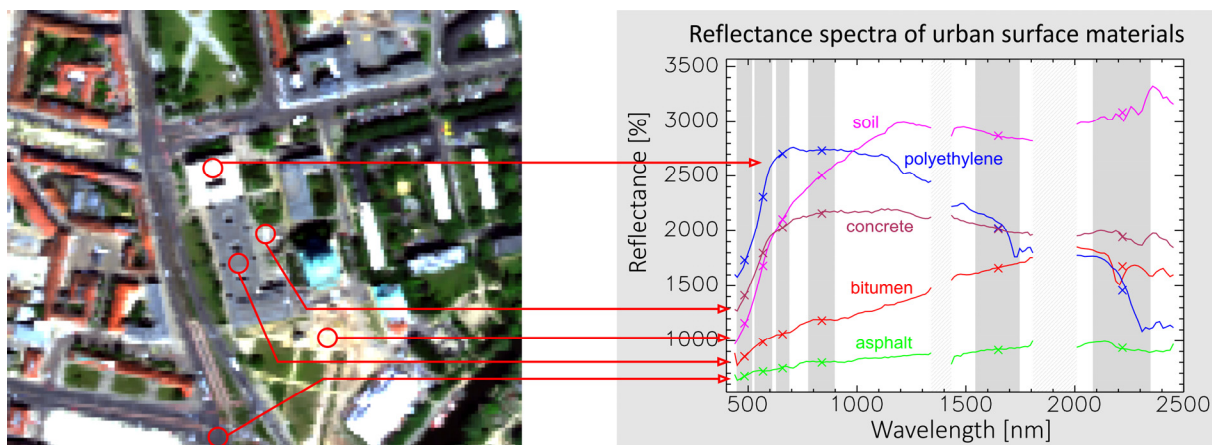 Reflectance spectra of urban surface materials
Reflectance [%]
3500
3000
2500
2000
1500
1000
500
1000
1500
2000
2500
Wavelength [nm]
soil
polyethylene
concrete
bitumen
asphalt